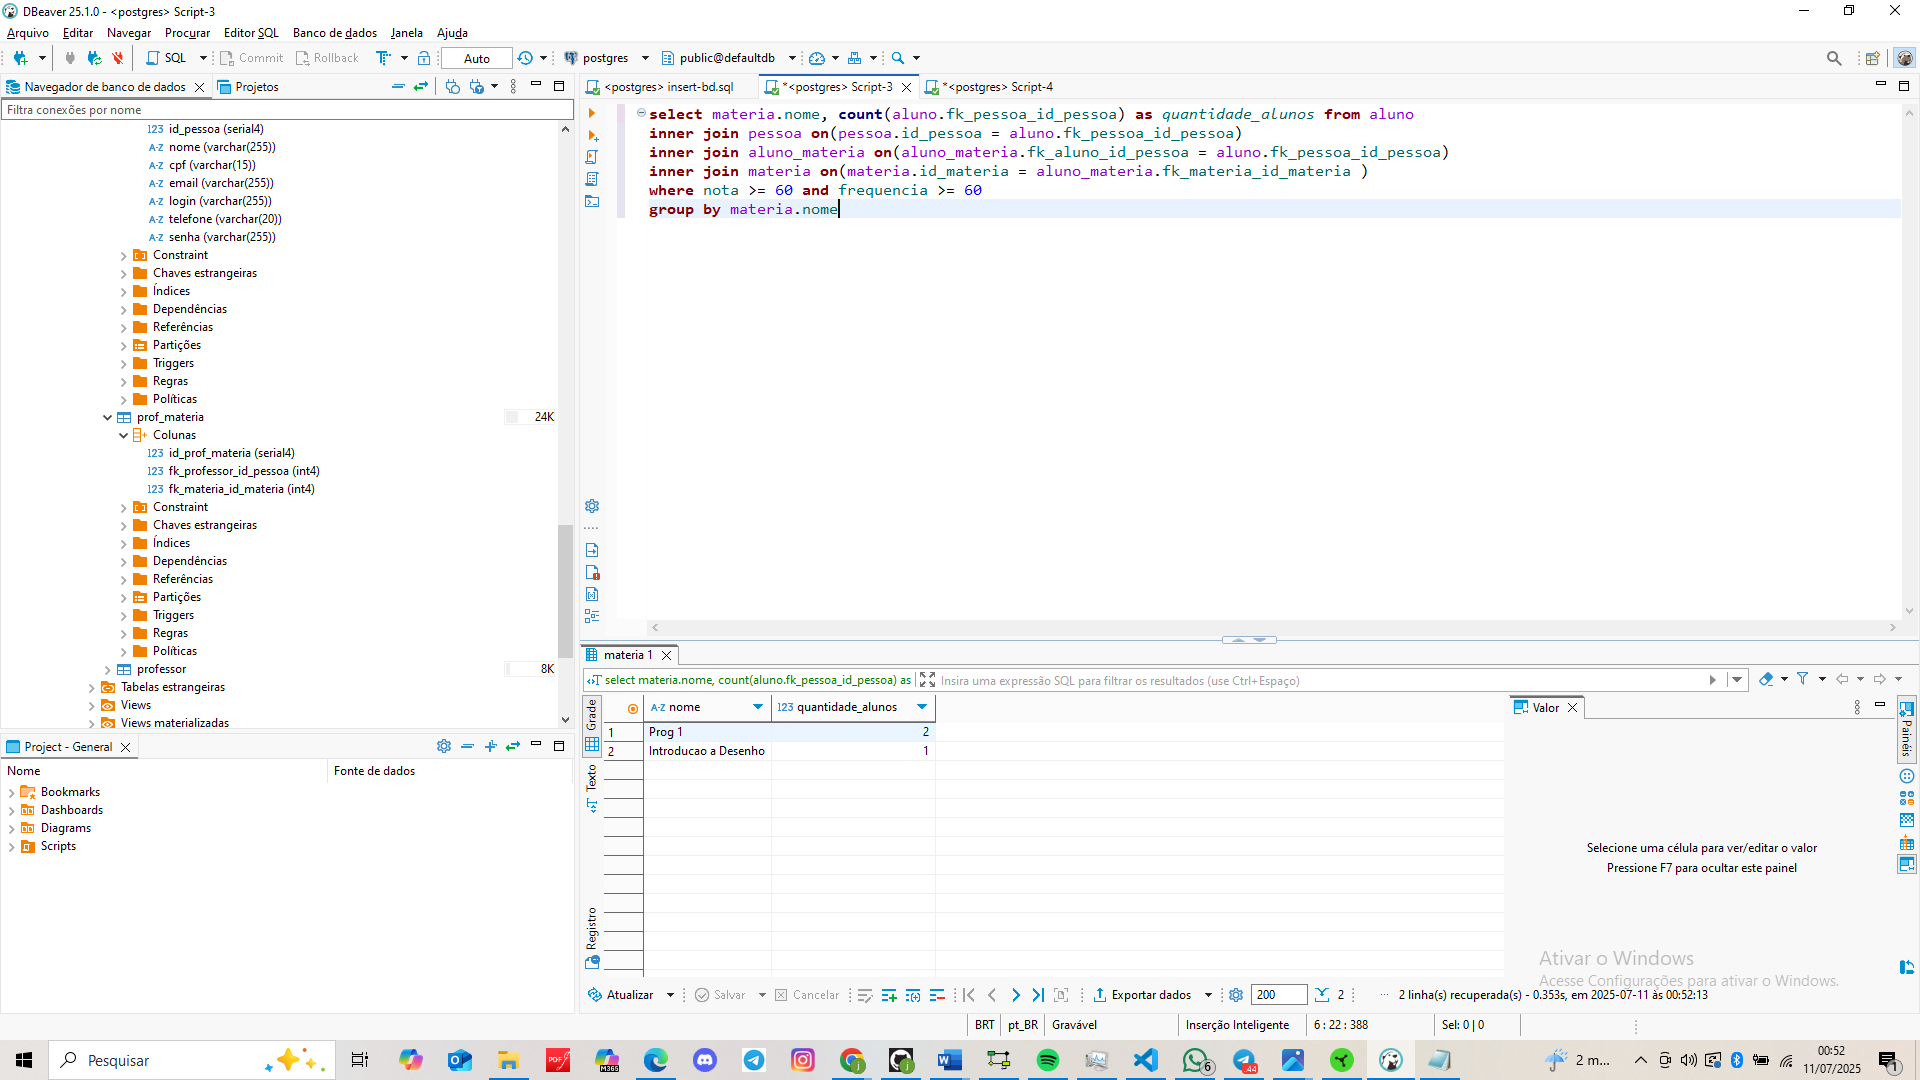 DBeaver 25.1.0 - <postgres> Script-3
Arquivo Editar Navegar Procurar Editor SQL Banco de dados Janela Ajuda
SQL Commit Rollback Auto postgres public@defaultdb
Navegador de banco de dados Projetos
Filtra conexões por nome
123 id_pessoa (serial4)
A-Z nome (varchar(255))
A-Z cpf (varchar(15))
A-Z email (varchar(255))
A-Z login (varchar(255))
A-Z telefone (varchar(20))
A-Z senha (varchar(255))
Constraint
Chaves estrangeiras
Índices
Dependências
Referências
Partições
Triggers
Regras
Políticas
prof_materia 24K
Colunas
123 id_prof_materia (serial4)
123 fk_professor_id_pessoa (int4)
123 fk_materia_id_materia (int4)
Constraint
Chaves estrangeiras
Índices
Dependências
Referências
Partições
Triggers
Regras
Políticas
professor 8K
Tabelas estrangeiras
Views
Views materializadas
Project - General
Nome Fonte de dados
Bookmarks
Dashboards
Diagrams
Scripts
<postgres> insert-bd.sql *<postgres> Script-3 *<postgres> Script-4
select materia.nome, count(aluno.fk_pessoa_id_pessoa) as quantidade_alunos from aluno
inner join pessoa on(pessoa.id_pessoa = aluno.fk_pessoa_id_pessoa)
inner join aluno_materia on(aluno_materia.fk_aluno_id_pessoa = aluno.fk_pessoa_id_pessoa)
inner join materia on(materia.id_materia = aluno_materia.fk_materia_id_materia )
where nota >= 60 and frequencia >= 60
group by materia.nome
materia 1
select materia.nome, count(aluno.fk_pessoa_id_pessoa) as Insira uma expressão SQL para filtrar os resultados (use Ctrl+Espaço)
Grade
Texto
Registro
A-Z nome 123 quantidade_alunos
1 Prog 1 2
2 Introducao a Desenho 1
Valor
Painéis
Selecione uma célula para ver/editar o valor
Pressione F7 para ocultar este painel
Ativar o Windows
Acesse Configurações para ativar o Windows.
Atualizar Salvar Cancelar Exportar dados 200 2 ... 2 linha(s) recuperada(s) - 0.353s, em 2025-07-11 às 00:52:13
BRT pt_BR Gravável Inserção Inteligente 6 : 22 : 388 Sel: 0 | 0
Pesquisar
PDF
M365
6
44
2 m...
00:52
11/07/2025
1